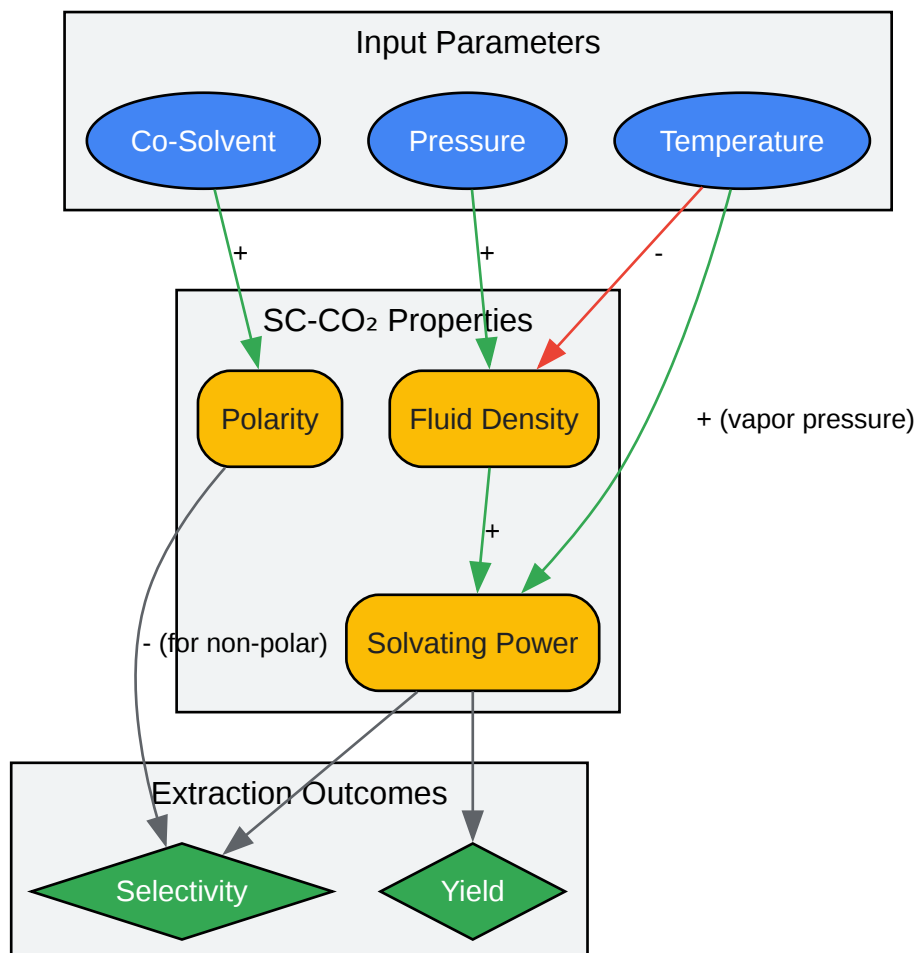 Input Parameters
Co-Solvent
Pressure
Temperature
+
+
-
SC-CO₂ Properties
Polarity
Fluid Density
+ (vapor pressure)
+
- (for non-polar)
Solvating Power
Extraction Outcomes
Selectivity
Yield